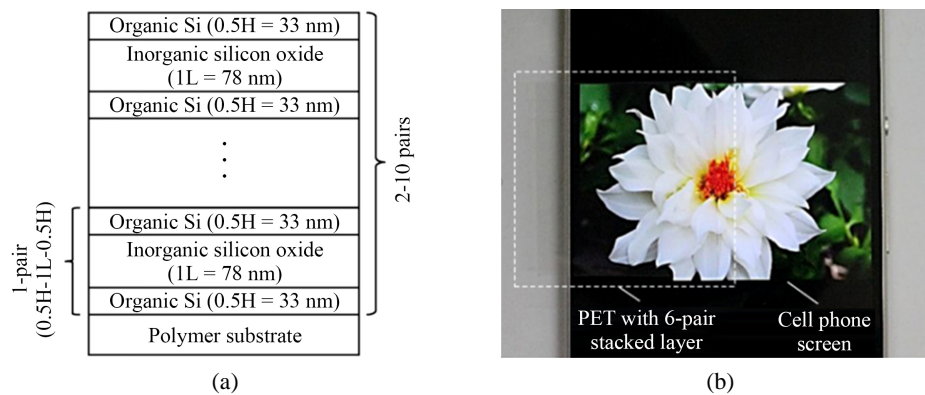 Organic Si (0.5H = 33 nm)
Inorganic silicon oxide
(1L = 78 nm)
Organic Si (0.5H = 33 nm)
Organic Si (0.5H = 33 nm)
Inorganic silicon oxide
(1L = 78 nm)
Organic Si (0.5H = 33 nm)
Polymer substrate
1-pair
(0.5H-1L-0.5H)
2-10 pairs
(a)
PET with 6-pair
stacked layer
Cell phone
screen
(b)